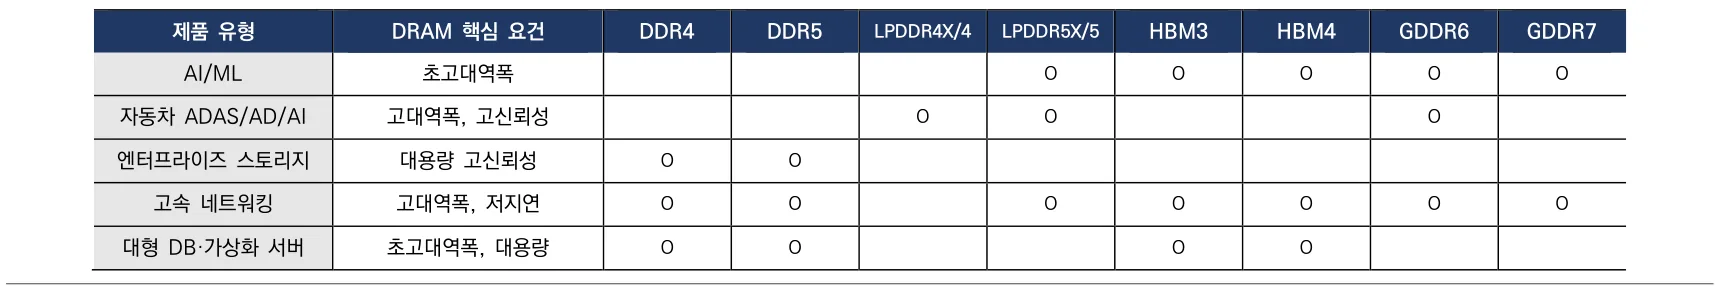 제품 유형 DRAM 핵심 요건 DDR4 DDR5 LPDDR4X/4 LPDDR5X/5 HBM3 HBM4 GDDR6 GDDR7
AI/ML 초고대역폭 O O O O O
자동차 ADAS/AD/AI 고대역폭, 고신뢰성 O O O
엔터프라이즈 스토리지 대용량 고신뢰성 O O
고속 네트워킹 고대역폭, 저지연 O O O O O O O
대형 DB·가상화 서버 초고대역폭, 대용량 O O O O